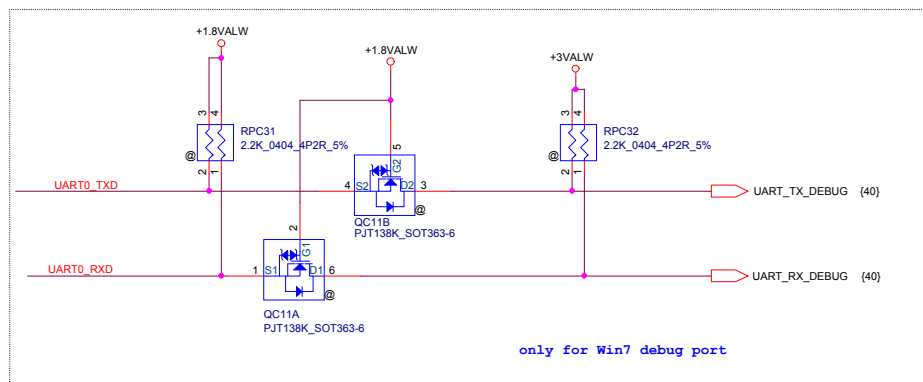 +1.8VALW
+1.8VALW
+3VALW
3
4
RPC31
2.2K_0404_4P2R_5%
@
2
1
5
G2
3
4
RPC32
2.2K_0404_4P2R_5%
@
2
1
UART0_TXD
4
S2
D2
3
UART_TX_DEBUG
{40}
@
QC11B
PJT138K_SOT363-6
2
G1
UART0_RXD
1
S1
D1
6
UART_RX_DEBUG
{40}
@
QC11A
PJT138K_SOT363-6
only for Win7 debug port